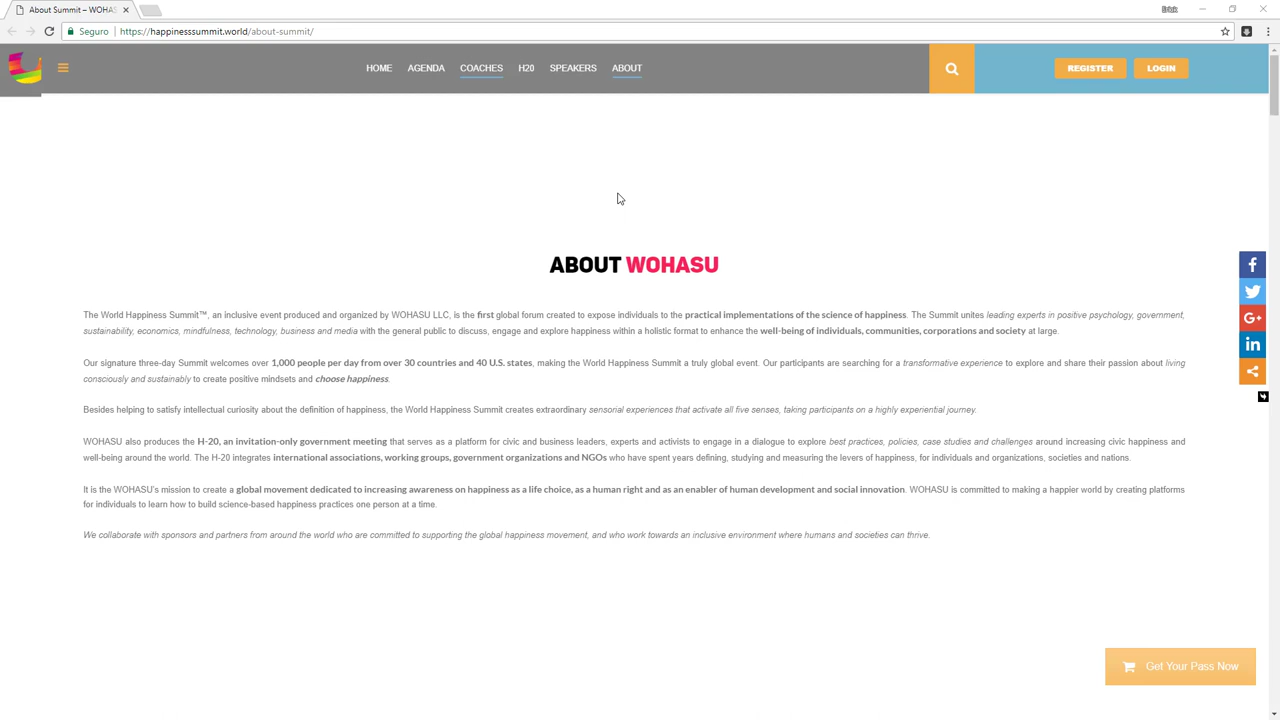 About Summit – WOHAS
Seguro
https://happinesssummit.world/about-summit/
HOME AGENDA COACHES H20 SPEAKERS ABOUT
REGISTER LOGIN
ABOUT WOHASU
The World Happiness Summit™, an inclusive event produced and organized by WOHASU LLC, is the first global forum created to expose individuals to the practical implementations of the science of happiness. The Summit unites leading experts in positive psychology, government,
sustainability, economics, mindfulness, technology, business and media with the general public to discuss, engage and explore happiness within a holistic format to enhance the well-being of individuals, communities, corporations and society at large.
Our signature three-day Summit welcomes over 1,000 people per day from over 30 countries and 40 U.S. states, making the World Happiness Summit a truly global event. Our participants are searching for a transformative experience to explore and share their passion about living
consciously and sustainably to create positive mindsets and choose happiness.
Besides helping to satisfy intellectual curiosity about the definition of happiness, the World Happiness Summit creates extraordinary sensorial experiences that activate all five senses, taking participants on a highly experiential journey.
WOHASU also produces the H-20, an invitation-only government meeting that serves as a platform for civic and business leaders, experts and activists to engage in a dialogue to explore best practices, policies, case studies and challenges around increasing civic happiness and
well-being around the world. The H-20 integrates international associations, working groups, government organizations and NGOs who have spent years defining, studying and measuring the levers of happiness, for individuals and organizations, societies and nations.
It is the WOHASU's mission to create a global movement dedicated to increasing awareness on happiness as a life choice, as a human right and as an enabler of human development and social innovation. WOHASU is committed to making a happier world by creating platforms
for individuals to learn how to build science-based happiness practices one person at a time.
We collaborate with sponsors and partners from around the world who are committed to supporting the global happiness movement, and who work towards an inclusive environment where humans and societies can thrive.
Get Your Pass Now